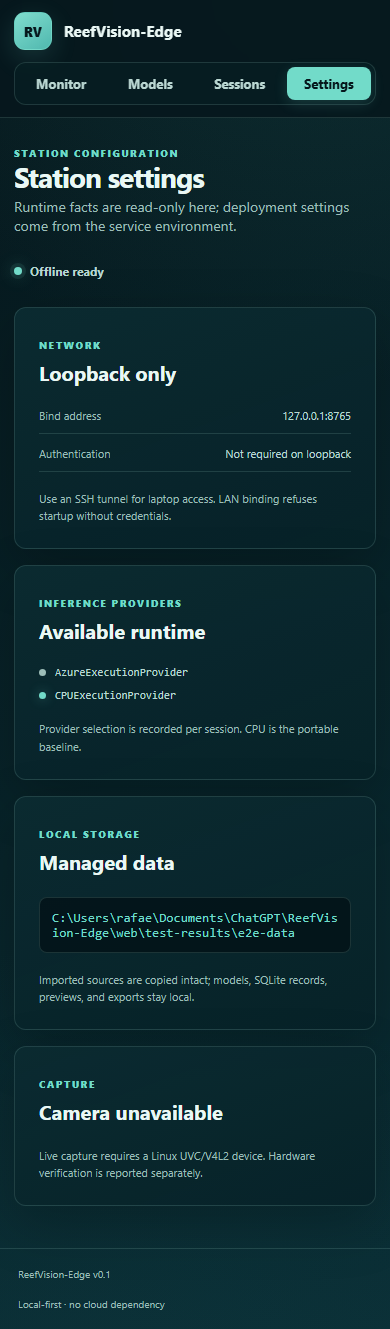 RV
ReefVision-Edge
Monitor
Models
Sessions
Settings
STATION CONFIGURATION
Station settings
Runtime facts are read-only here; deployment settings
come from the service environment.
Offline ready
NETWORK
Loopback only
Bind address 127.0.0.1:8765
Authentication Not required on loopback
Use an SSH tunnel for laptop access. LAN binding refuses
startup without credentials.
INFERENCE PROVIDERS
Available runtime
AzureExecutionProvider
CPUExecutionProvider
Provider selection is recorded per session. CPU is the portable
baseline.
LOCAL STORAGE
Managed data
C:\Users\rafae\Documents\ChatGPT\ReefVis
ion-Edge\web\test-results\e2e-data
Imported sources are copied intact; models, SQLite records,
previews, and exports stay local.
CAPTURE
Camera unavailable
Live capture requires a Linux UVC/V4L2 device. Hardware
verification is reported separately.
ReefVision-Edge v0.1
Local-first · no cloud dependency